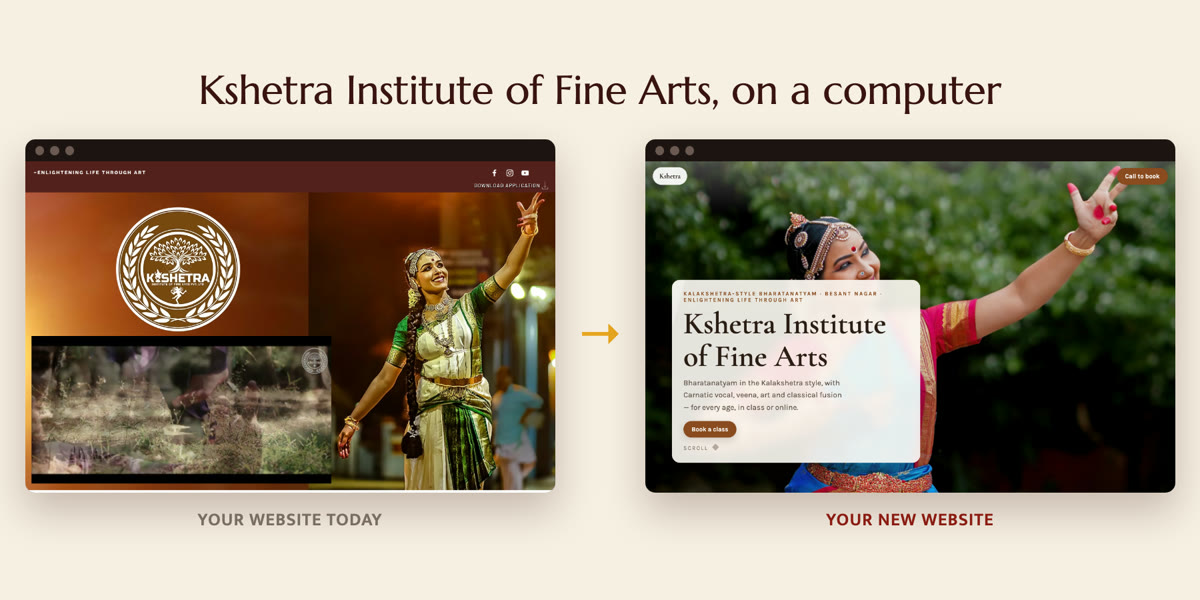 Kshetra Institute of Fine Arts, on a computer
~ENLIGHTENING LIFE THROUGH ART
DOWNLOAD APPLICATION
KSHETRA
Kshetra
Call to book
KALAKSHETRA-STYLE BHARATANATYAM · BESANT NAGAR ·
ENLIGHTENING LIFE THROUGH ART
Kshetra Institute
of Fine Arts
Bharatanatyam in the Kalakshetra style, with
Carnatic vocal, veena, art and classical fusion
— for every age, in class or online.
Book a class
SCROLL
YOUR WEBSITE TODAY
YOUR NEW WEBSITE